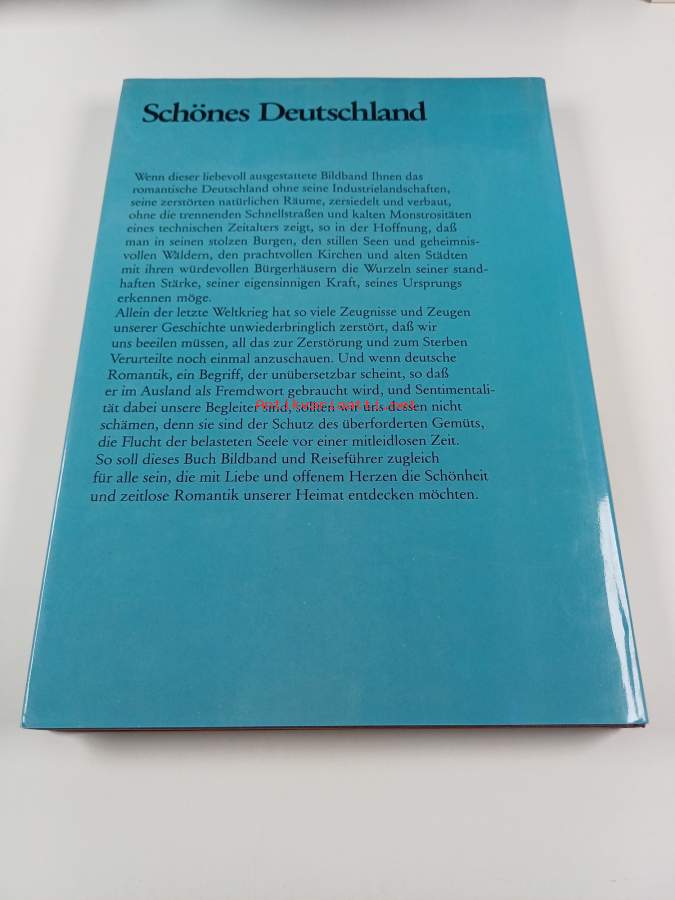 Schönes Deutschland
Wenn dieser liebevoll ausgestattete Bildband Ihnen das
romantische Deutschland ohne seine Industrielandschaften,
seine zerstörten natürlichen Räume, zersiedelt und verbaut,
ohne die trennenden Schnellstraßen und kalten Monstrositäten
eines technischen Zeitalters zeigt, so in der Hoffnung, daß
man in seinen stolzen Burgen, den stillen Seen und geheimnis-
vollen Wäldern, den prachtvollen Kirchen und alten Städten
mit ihren würdevollen Bürgerhäusern die Wurzeln seiner stand-
haften Stärke, seiner eigensinnigen Kraft, seines Ursprungs
erkennen möge.
Allein der letzte Weltkrieg hat so viele Zeugnisse und Zeugen
unserer Geschichte unwiederbringlich zerstört, daß wir
uns beeilen müssen, all das zur Zerstörung und zum Sterben
Verurteilte noch einmal anzuschauen. Und wenn deutsche
Romantik, ein Begriff, der unübersetzbar scheint, so daß
er im Ausland als Fremdwort gebraucht wird, und Sentimentali-
tät dabei unsere Begleiter sind, sollten wir uns dessen nicht
Antikvariaatti.net
schämen, denn sie sind der Schutz des überforderten Gemüts,
die Flucht der belasteten Seele vor einer mitleidlosen Zeit.
So soll dieses Buch Bildband und Reiseführer zugleich
für alle sein, die mit Liebe und offenem Herzen die Schönheit
und zeitlose Romantik unserer Heimat entdecken möchten.